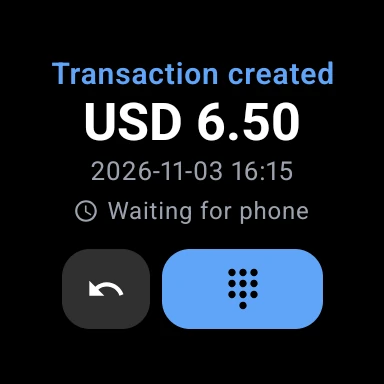 Transaction created
USD 6.50
2026-11-03 16:15
Waiting for phone